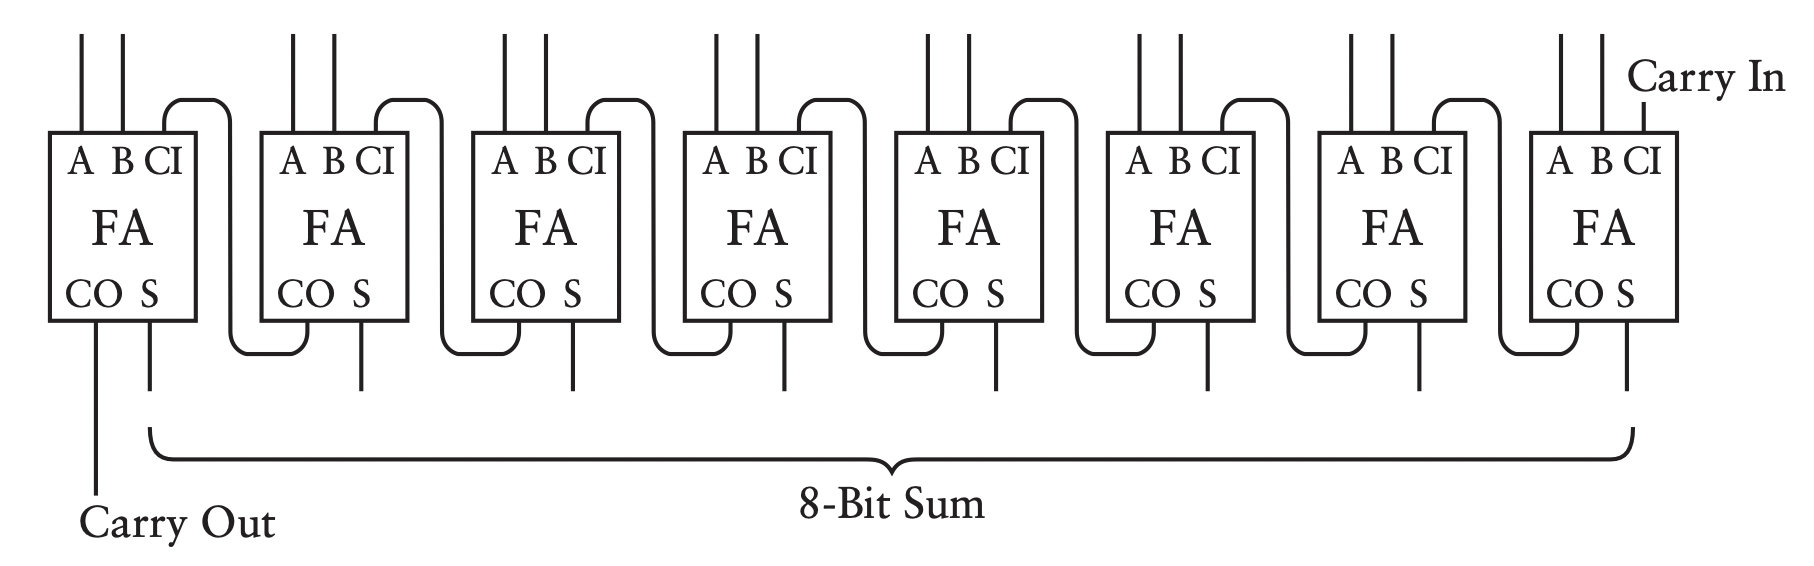 Carry In
A B CI A B CI A B CI A B CI A B CI A B CI A B CI A B CI
FA FA FA FA FA FA FA FA
CO S CO S CO S CO S CO S CO S CO S CO S
8-Bit Sum
Carry Out